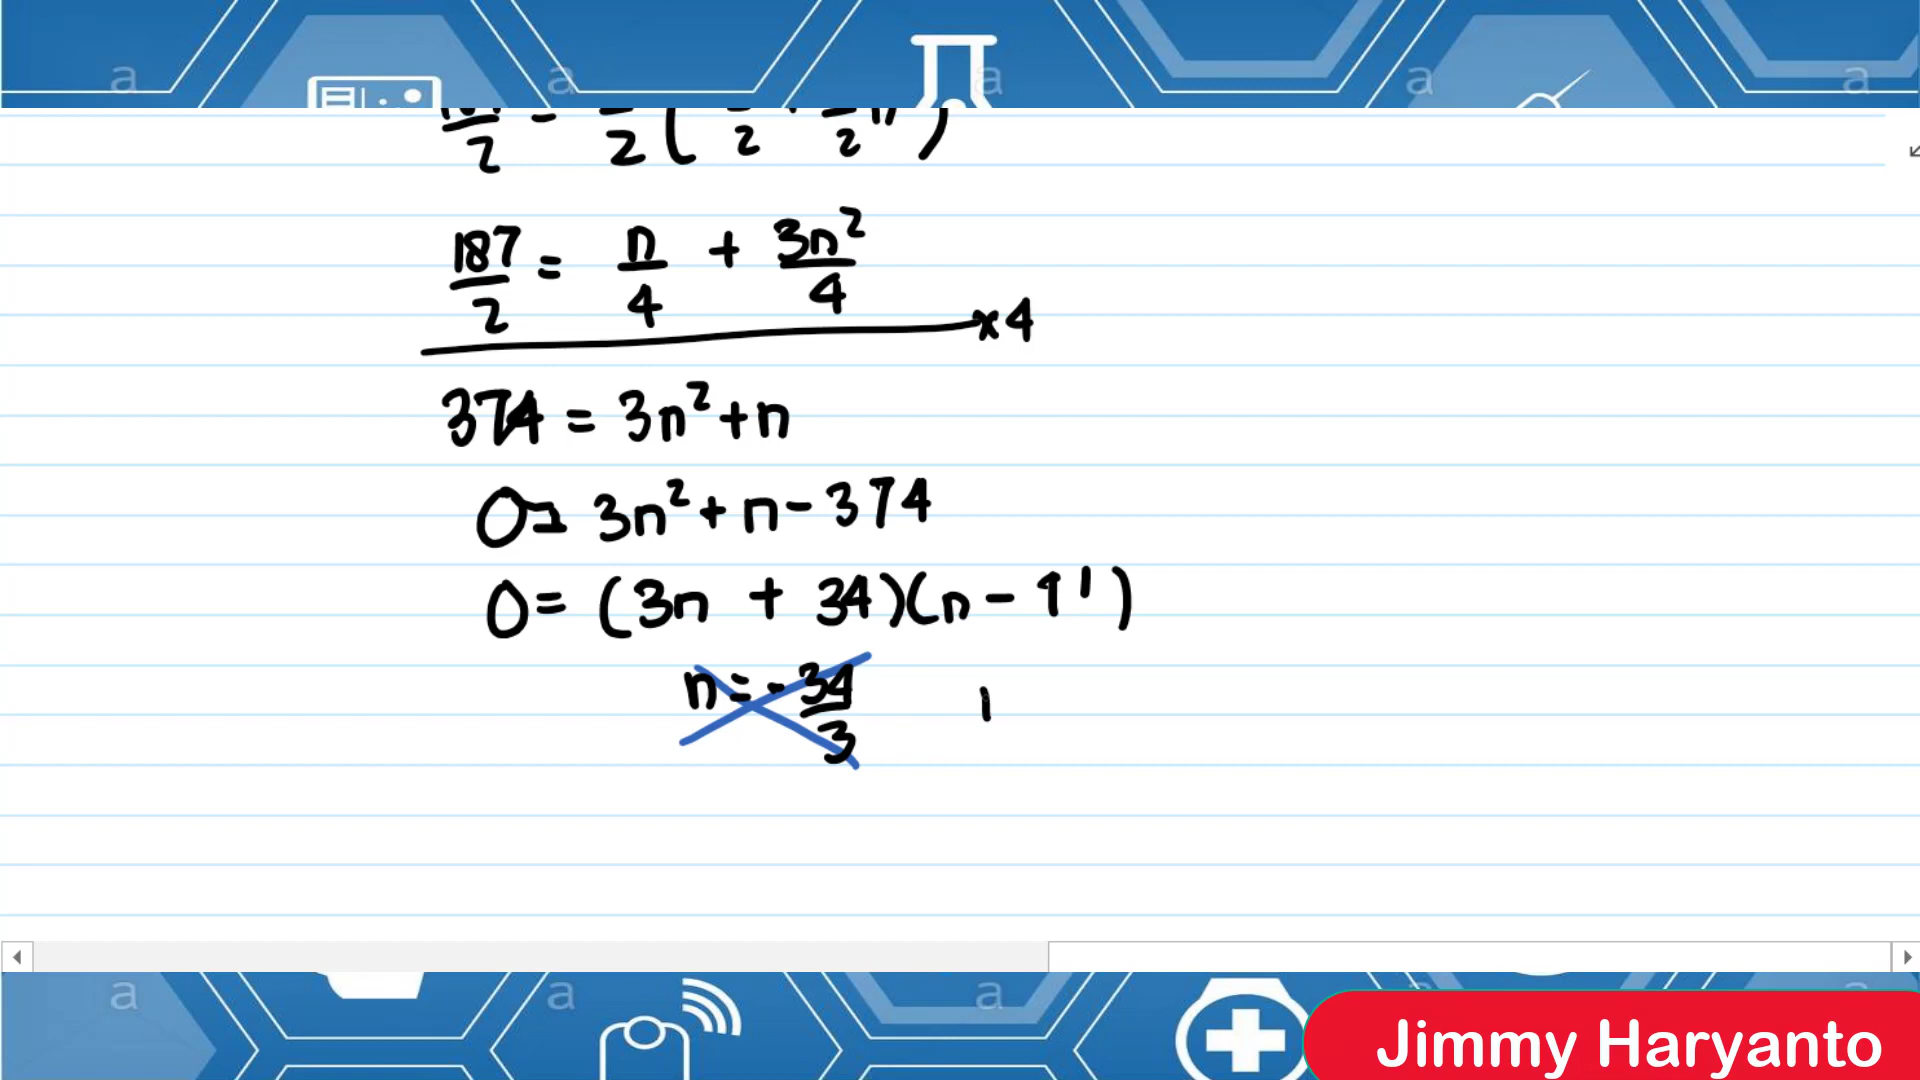 187/2 = n/4 + 3n²/4
×4
374 = 3n² + n
0 = 3n² + n - 374
0 = (3n + 34)(n - 11)
n = -34/3
Jimmy Haryanto